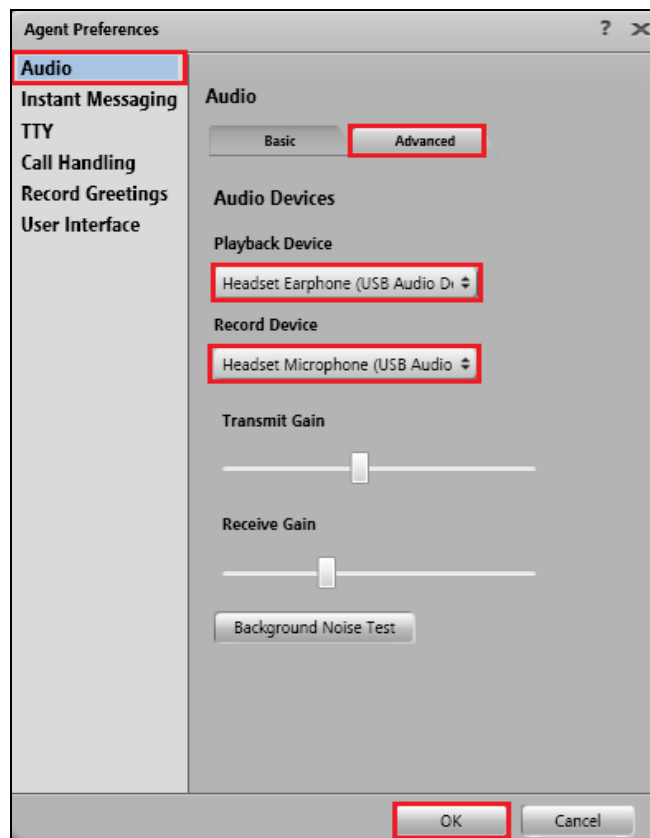 Agent Preferences
? X
Audio
Instant Messaging
TTY
Call Handling
Record Greetings
User Interface
Audio
Basic Advanced
Audio Devices
Playback Device
Headset Earphone (USB Audio
Record Device
Headset Microphone (USB Audio
Transmit Gain
Receive Gain
Background Noise Test
OK Cancel